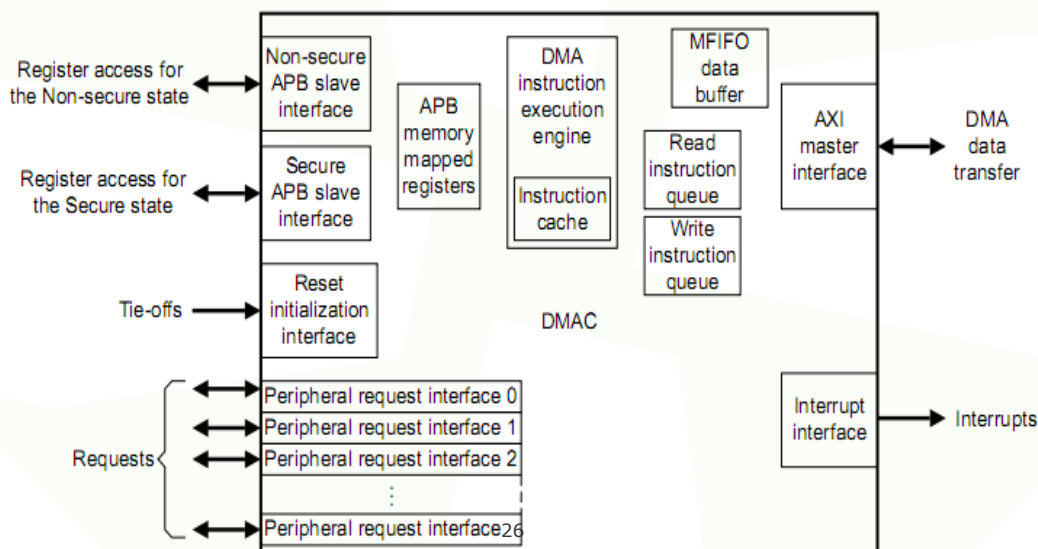 Register access for
the Non-secure state
Non-secure
APB slave
interface
Register access for
the Secure state
Secure
APB slave
interface
APB
memory
mapped
registers
DMA
instruction
execution
engine
Instruction
cache
MFIFO
data
buffer
Read
instruction
queue
Write
instruction
queue
AXI
master
interface
DMA
data
transfer
Tie-offs
Reset
initialization
interface
DMAC
Requests
Peripheral request interface 0
Peripheral request interface 1
Peripheral request interface 2
⋮
Peripheral request interface26
Interrupt
interface
Interrupts